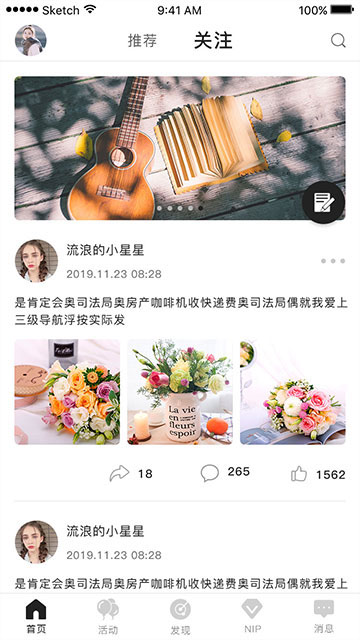 Sketch 9:41 AM 100%
推荐 关注
流浪的小星星
2019.11.23 08:28
是肯定会奥司法局奥房产咖啡机收快递费奥司法局偶就我爱上
三级导航浮按实际发
La vie
en
fleurs
espoir
18 265 1562
流浪的小星星
2019.11.23 08:28
是肯定会奥司法局奥房产咖啡机收快递费奥司法局偶就我爱上
首页 活动 发现 NIP 消息